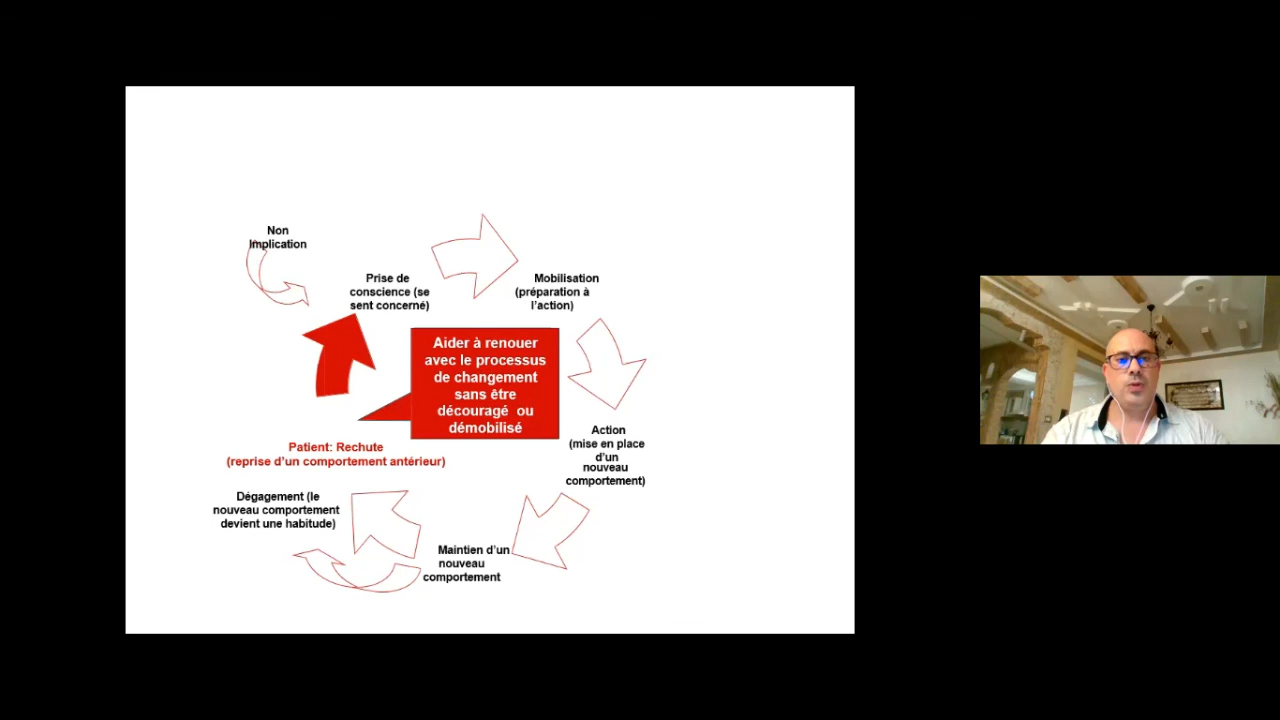 Non
Implication
Prise de
conscience (se
sent concerné)
Mobilisation
(préparation à
l’action)
Aider à renouer
avec le processus
de changement
sans être
découragé ou
démobilisé
Action
(mise en place
d’un
nouveau
comportement)
Patient: Rechute
(reprise d’un comportement antérieur)
Dégagement (le
nouveau comportement
devient une habitude)
Maintien d’un
nouveau
comportement